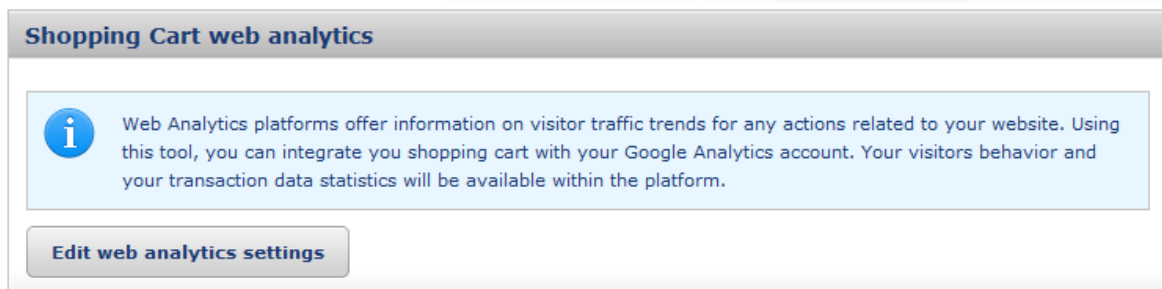 Shopping Cart web analytics
Web Analytics platforms offer information on visitor traffic trends for any actions related to your website. Using
this tool, you can integrate you shopping cart with your Google Analytics account. Your visitors behavior and
your transaction data statistics will be available within the platform.
Edit web analytics settings